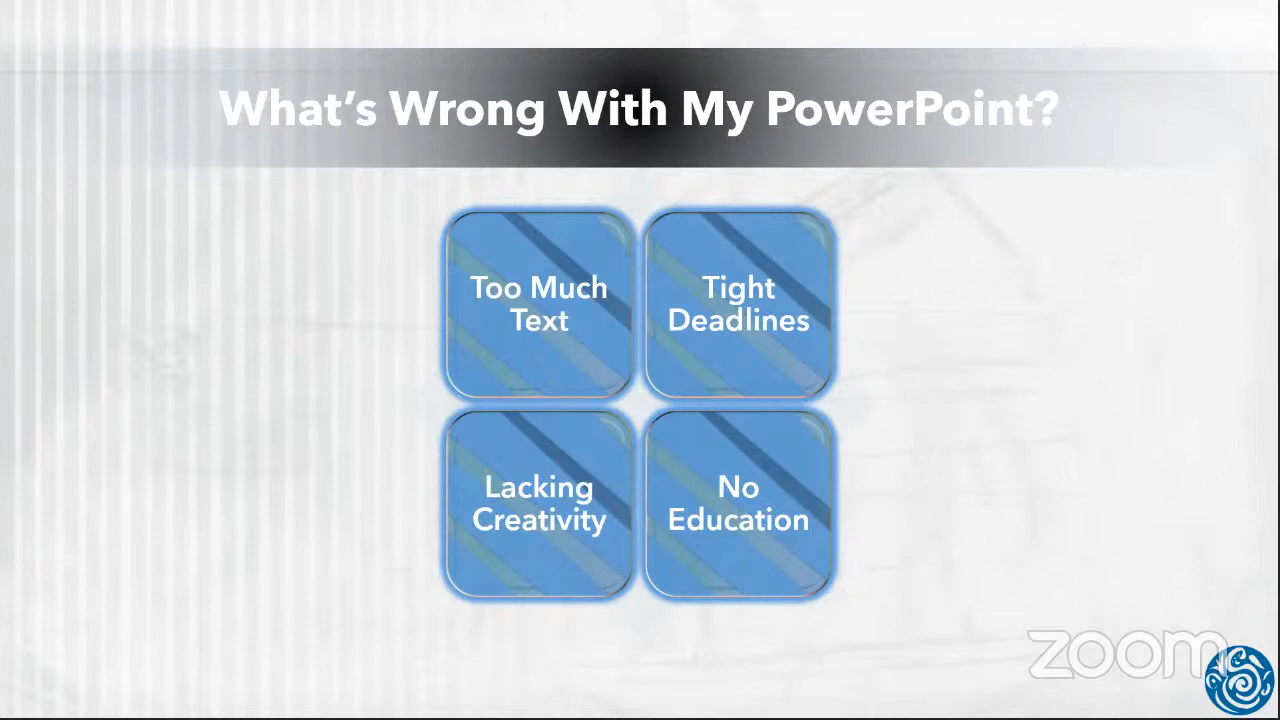 What's Wrong With My PowerPoint?
Too Much
Text
Tight
Deadlines
Lacking
Creativity
No
Education
zoom